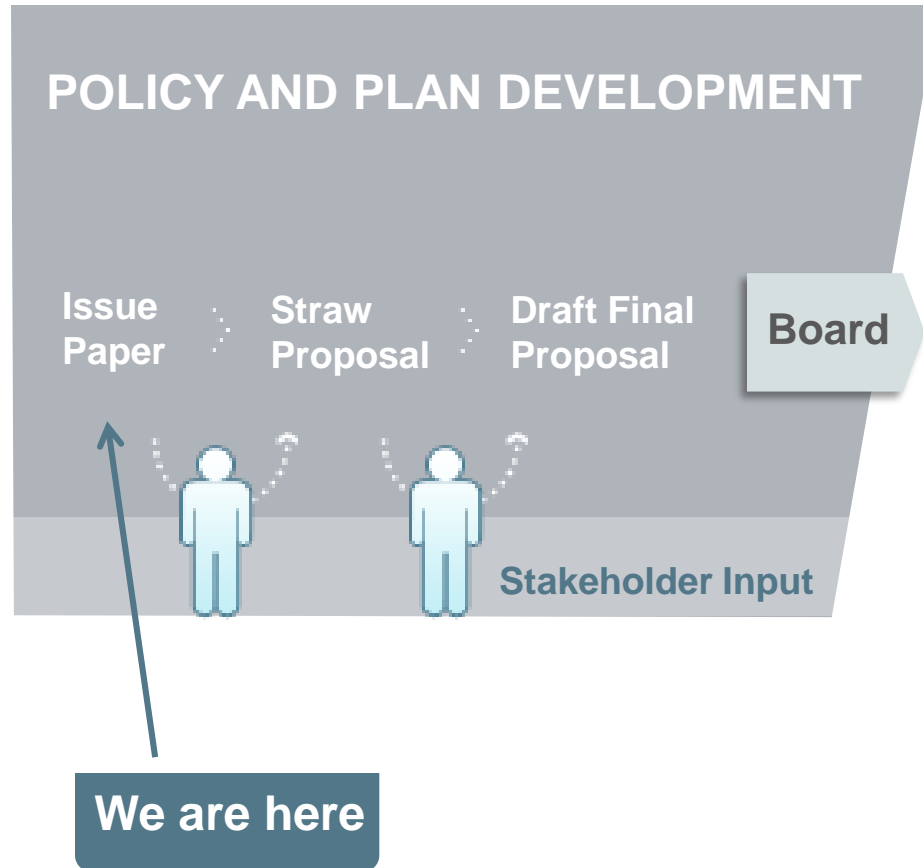 POLICY AND PLAN DEVELOPMENT
Issue
Paper
Straw
Proposal
Draft Final
Proposal
Board
Stakeholder Input
We are here